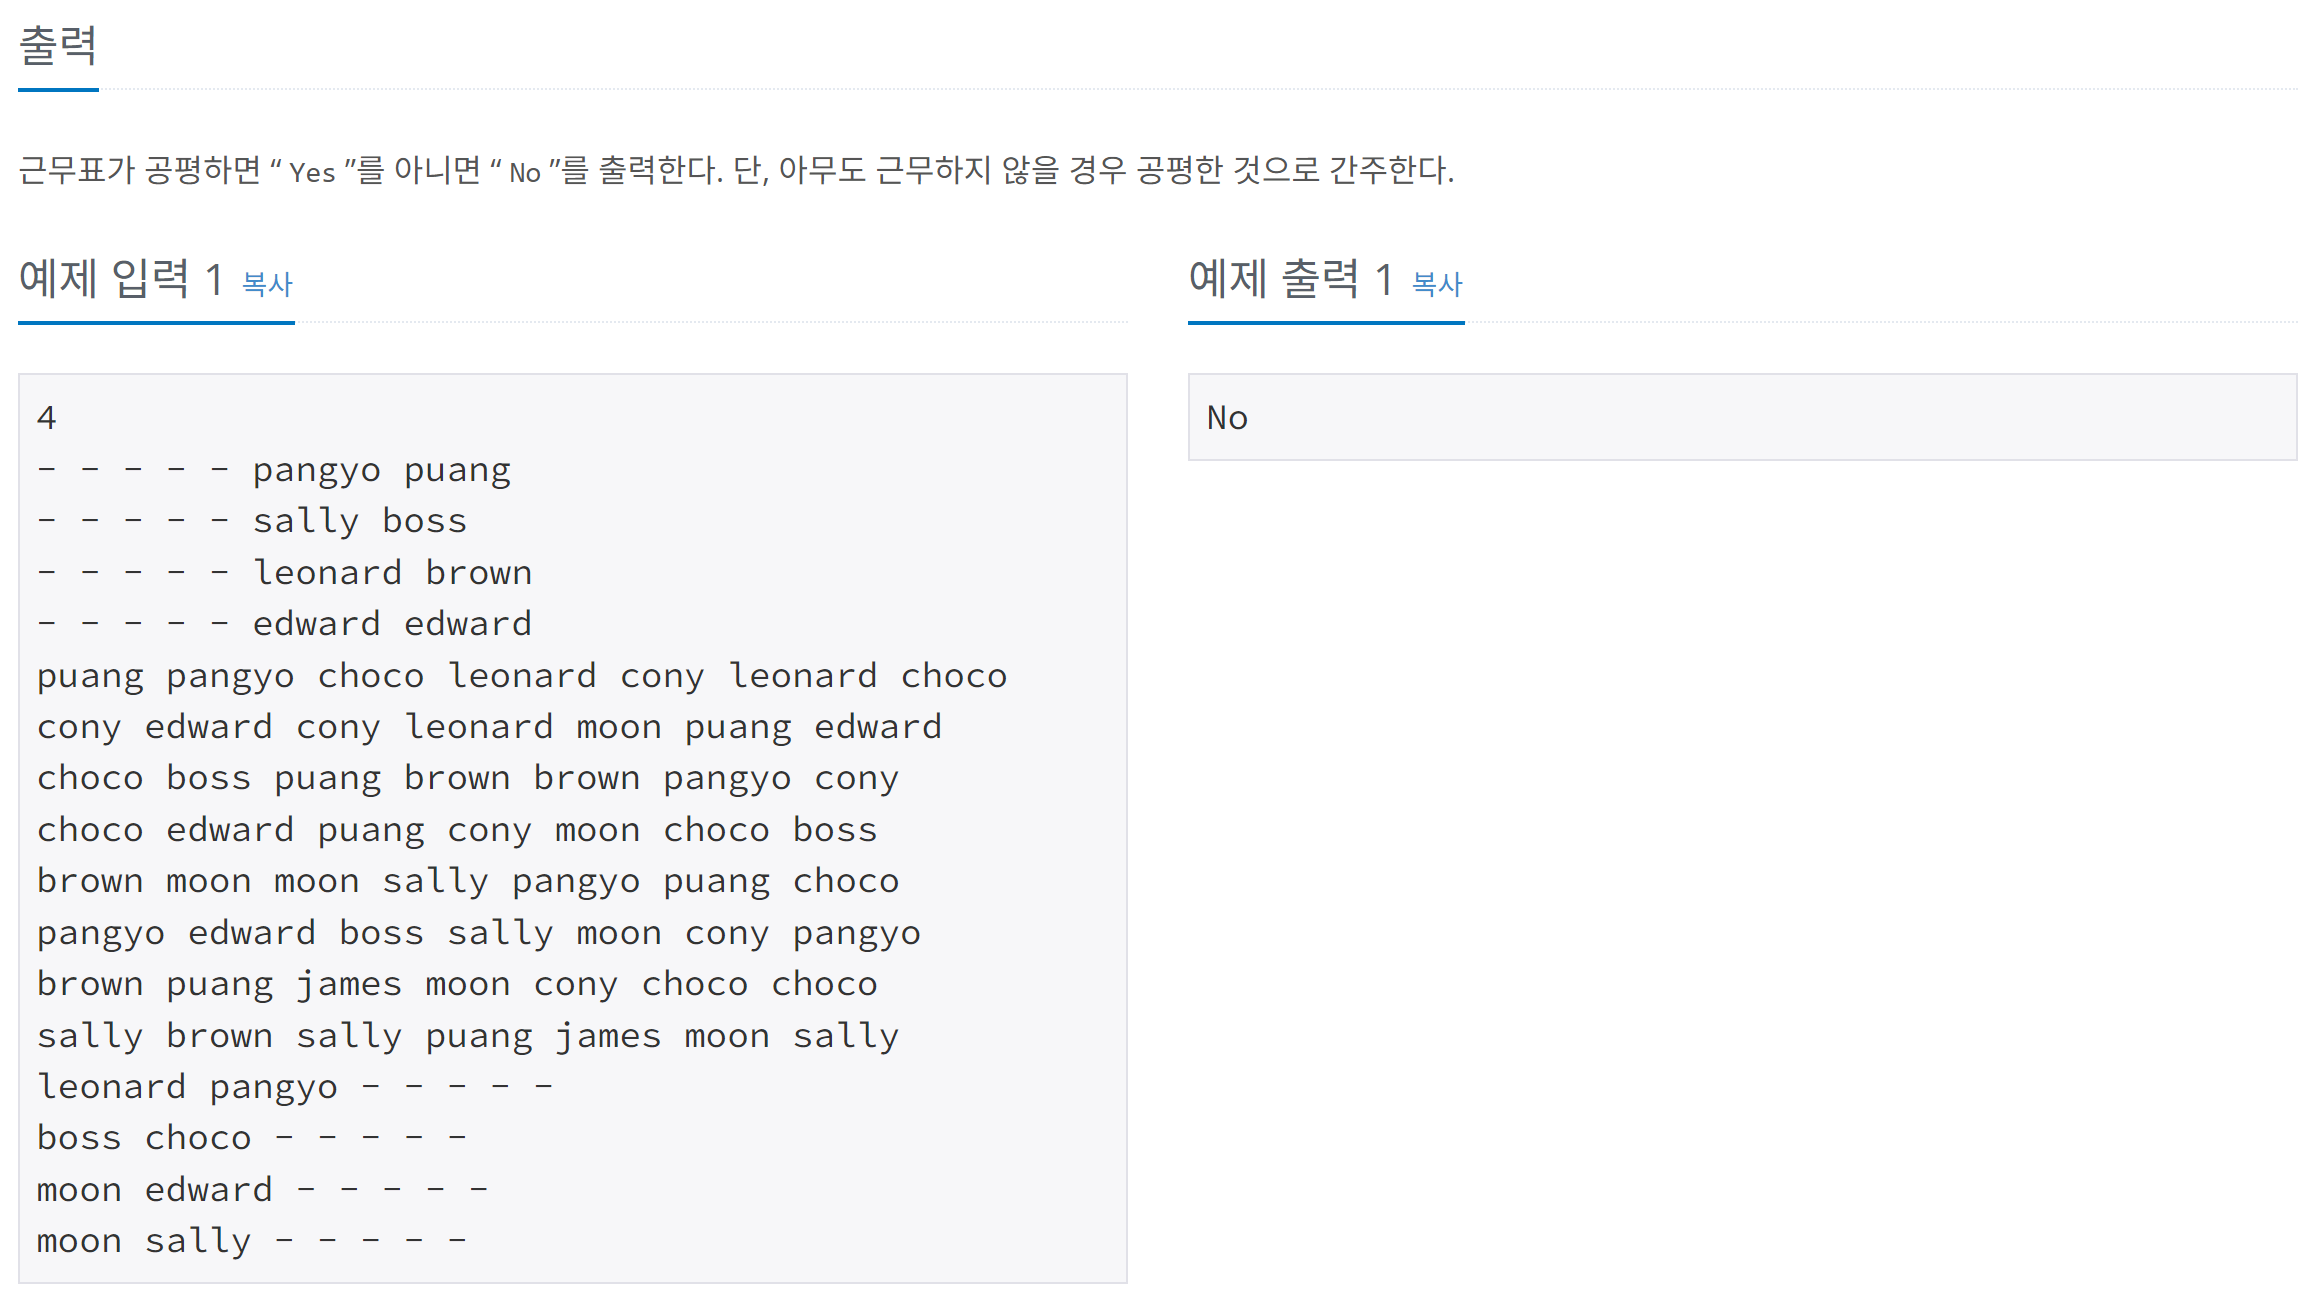 출력
근무표가 공평하면 “ Yes ”를 아니면 “ No ”를 출력한다. 단, 아무도 근무하지 않을 경우 공평한 것으로 간주한다.
예제 입력 1 복사
4
- - - - - pangyo puang
- - - - - sally boss
- - - - - leonard brown
- - - - - edward edward
puang pangyo choco leonard cony leonard choco
cony edward cony leonard moon puang edward
choco boss puang brown brown pangyo cony
choco edward puang cony moon choco boss
brown moon moon sally pangyo puang choco
pangyo edward boss sally moon cony pangyo
brown puang james moon cony choco choco
sally brown sally puang james moon sally
leonard pangyo - - - - -
boss choco - - - - -
moon edward - - - - -
moon sally - - - - -
예제 출력 1 복사
No